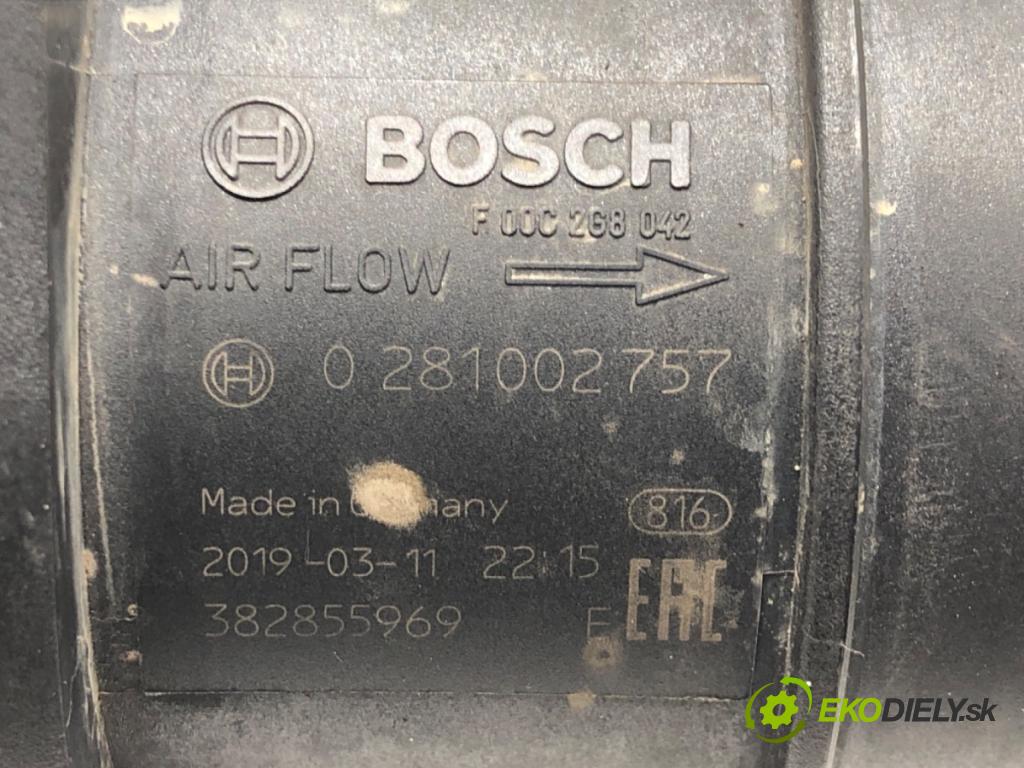 BOSCH
F 00C 2G8 042
AIR FLOW
0 281002 757
Made in Germany
816
2019-03-11 22:15
382855969 F
EAC
EKODIELY.sk